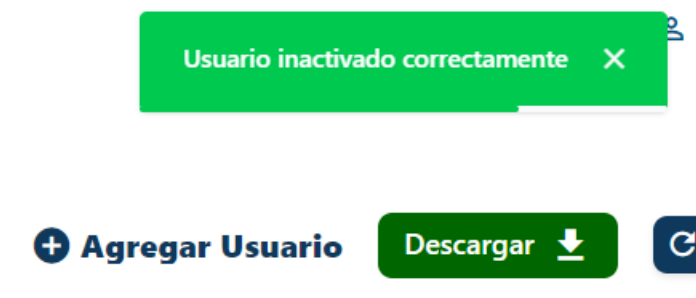 Usuario inactivado correctamente
Agregar Usuario
Descargar